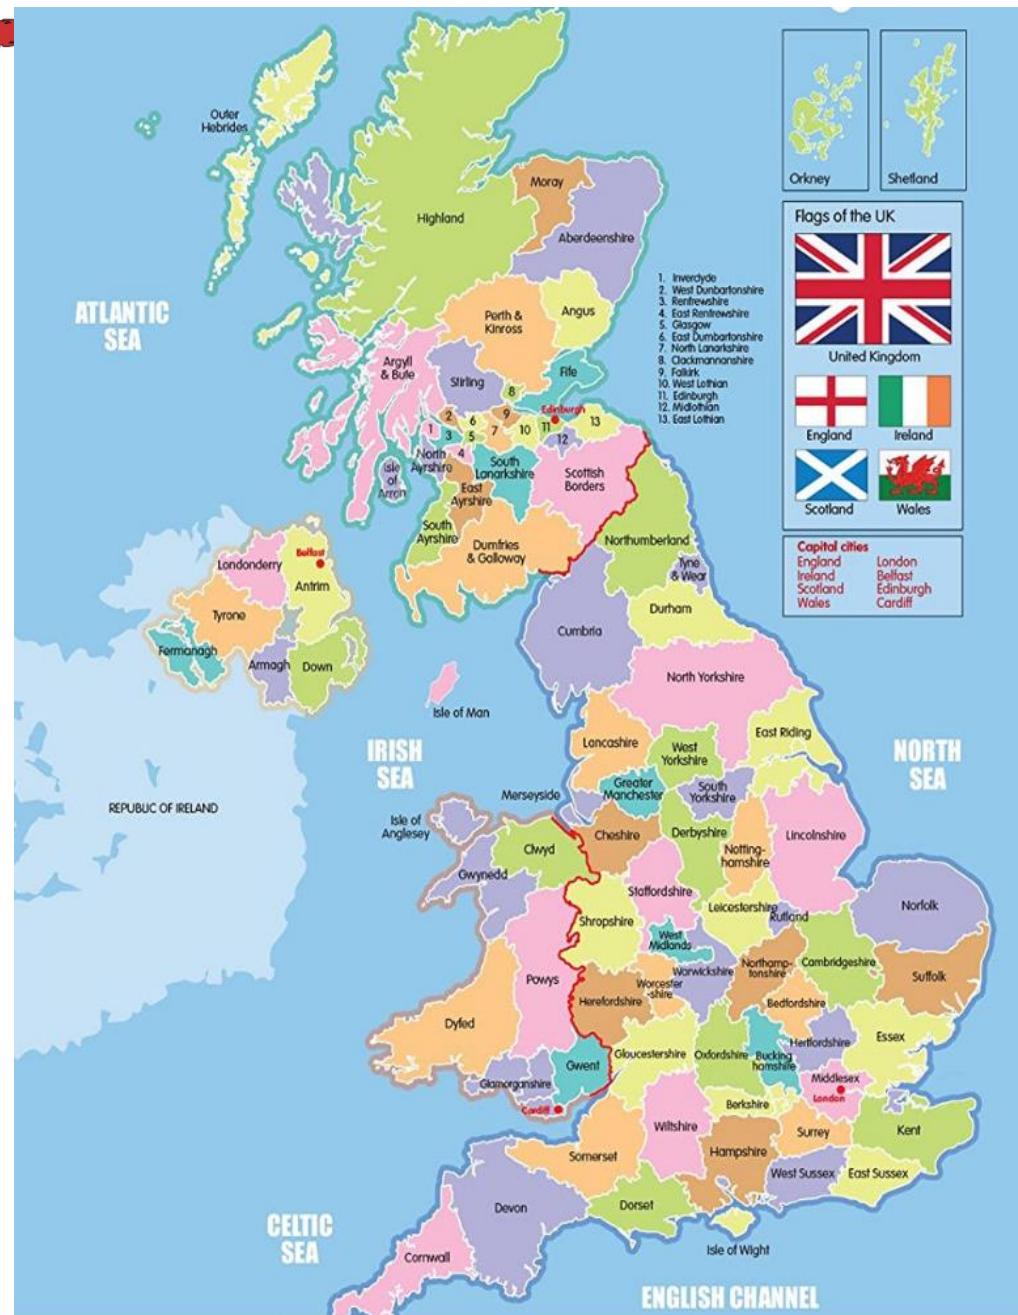 Outer
Hebrides
Orkney
Shetland
Moray
Highland
Aberdeenshire
Flags of the UK
United Kingdom
England
Ireland
Scotland
Wales
Capital cities
England London
Ireland Belfast
Scotland Edinburgh
Wales Cardiff
ATLANTIC
SEA
1. Inverclyde
2. West Dunbartonshire
3. Renfrewshire
4. East Renfrewshire
5. Glasgow
6. East Dumbartonshire
7. North Lanarkshire
8. Clackmannanshire
9. Falkirk
10. West Lothian
11. Edinburgh
12. Midlothian
13. East Lothian
Perth &
Kinross
Angus
Argyll
& Bute
Stirling
Fife
8
Edinburgh
2
6
9
13
1
3
5
7
10
11
12
4
North
Ayrshire
Isle
of
Arran
South
Lanarkshire
East
Ayrshire
Scottish
Borders
South
Ayrshire
Dumfries
& Galloway
Northumberland
Tyne
& Wear
Durham
Cumbria
Belfast
Londonderry
Antrim
Tyrone
Fermanagh
Armagh
Down
Isle of Man
North Yorkshire
East Riding
Lancashire
West
Yorkshire
IRISH
SEA
NORTH
SEA
REPUBLIC OF IRELAND
Merseyside
Greater
Manchester
South
Yorkshire
Isle of
Anglesey
Clwyd
Cheshire
Derbyshire
Notting-
hamshire
Lincolnshire
Gwynedd
Staffordshire
Leicestershire
Rutland
Norfolk
Shropshire
West
Midlands
Powys
Herefordshire
Worcester
-shire
Warwickshire
Northamp-
tonshire
Cambridgeshire
Suffolk
Bedfordshire
Dyfed
Gwent
Gloucestershire
Oxfordshire
Bucking
hamshire
Hertfordshire
Essex
Glamorganshire
Cardiff
Middlesex
London
Berkshire
Wiltshire
Surrey
Kent
Somerset
Hampshire
West Sussex
East Sussex
Devon
Dorset
Isle of Wight
Cornwall
CELTIC
SEA
ENGLISH CHANNEL